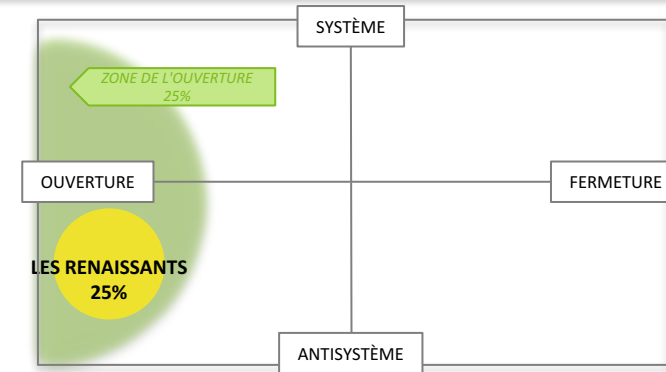 SYSTÈME
ZONE DE L'OUVERTURE
25%
OUVERTURE
FERMETURE
LES RENAISSANTS
25%
ANTISYSTÈME